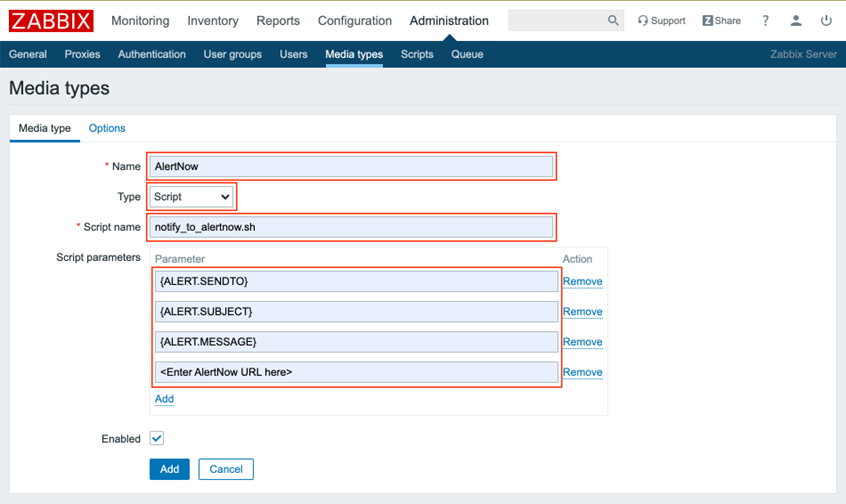 ZABBIX Monitoring Inventory Reports Configuration Administration Support Z Share ?
General Proxies Authentication User groups Users Media types Scripts Queue Zabbix Server
Media types
Media type Options
* Name AlertNow
Type Script
* Script name notify_to_alertnow.sh
Script parameters Parameter Action
{ALERT.SENDTO} Remove
{ALERT.SUBJECT} Remove
{ALERT.MESSAGE} Remove
<Enter AlertNow URL here> Remove
Add
Enabled
Add Cancel